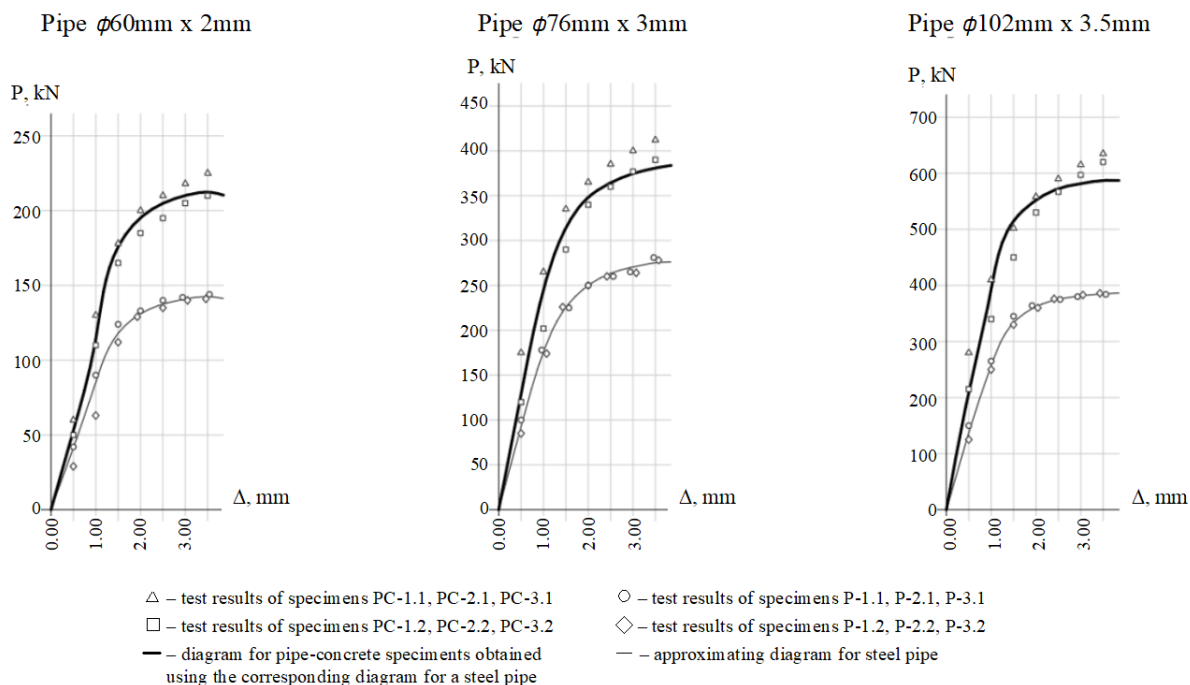 Pipe ϕ60mm x 2mm
P, kN
250
200
150
100
50
0
0.00
1.00
2.00
3.00
Δ, mm
Pipe ϕ76mm x 3mm
P, kN
450
400
350
300
250
200
150
100
50
0
0.00
1.00
2.00
3.00
Δ, mm
Pipe ϕ102mm x 3.5mm
P, kN
700
600
500
400
300
200
100
0
0.00
1.00
2.00
3.00
Δ, mm
△ – test results of specimens PC-1.1, PC-2.1, PC-3.1
□ – test results of specimens PC-1.2, PC-2.2, PC-3.2
– diagram for pipe-concrete speciments obtained
using the corresponding diagram for a steel pipe
○ – test results of specimens P-1.1, P-2.1, P-3.1
◇ – test results of specimens P-1.2, P-2.2, P-3.2
– approximating diagram for steel pipe